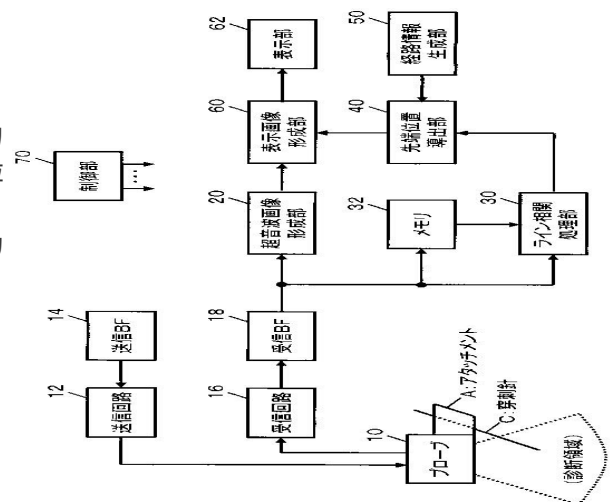 70
制御部
14
送信BF
12
送信回路
18
受信BF
16
受信回路
10
プローブ
A:アタッチメント
C:穿刺針
(診断領域)
20
超音波画像
形成部
32
メモリ
30
ライン相関
処理部
60
表示画像
形成部
62
表示部
40
先端位置
導出部
50
経路情報
生成部